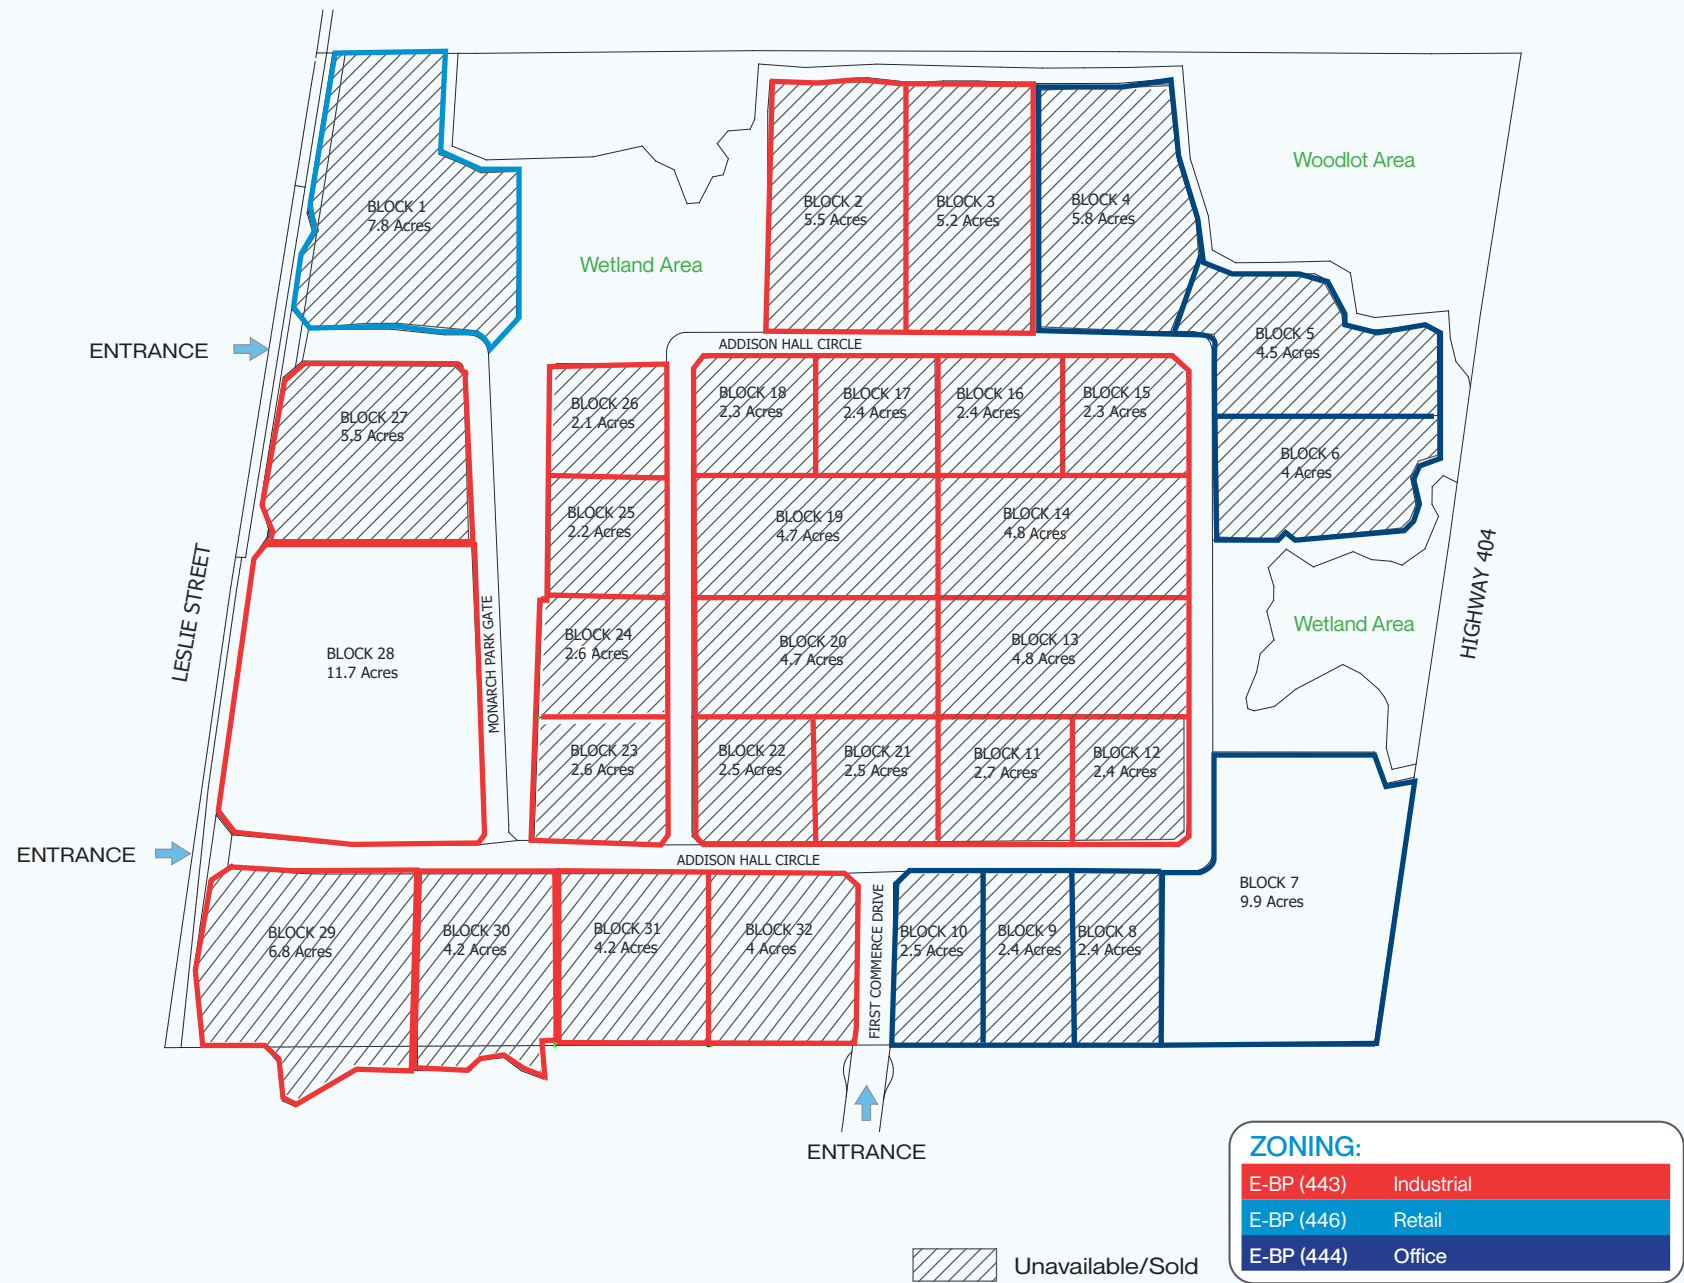 Woodlot Area
BLOCK 1
7.8 Acres
BLOCK 2
5.5 Acres
BLOCK 3
5.2 Acres
BLOCK 4
5.8 Acres
Wetland Area
ENTRANCE
ADDISON HALL CIRCLE
BLOCK 5
4.5 Acres
BLOCK 27
5.5 Acres
BLOCK 26
2.1 Acres
BLOCK 18
2.3 Acres
BLOCK 17
2.4 Acres
BLOCK 16
2.4 Acres
BLOCK 15
2.3 Acres
BLOCK 6
4 Acres
BLOCK 25
2.2 Acres
BLOCK 19
4.7 Acres
BLOCK 14
4.8 Acres
LESLIE STREET
HIGHWAY 404
MONARCH PARK GATE
BLOCK 28
11.7 Acres
BLOCK 24
2.6 Acres
BLOCK 20
4.7 Acres
BLOCK 13
4.8 Acres
Wetland Area
BLOCK 23
2.6 Acres
BLOCK 22
2.5 Acres
BLOCK 21
2.5 Acres
BLOCK 11
2.7 Acres
BLOCK 12
2.4 Acres
ENTRANCE
ADDISON HALL CIRCLE
BLOCK 7
9.9 Acres
BLOCK 29
6.8 Acres
BLOCK 30
4.2 Acres
BLOCK 31
4.2 Acres
BLOCK 32
4 Acres
FIRST COMMERCE DRIVE
BLOCK 10
2.5 Acres
BLOCK 9
2.4 Acres
BLOCK 8
2.4 Acres
ENTRANCE
ZONING:
E-BP (443) Industrial
E-BP (446) Retail
E-BP (444) Office
Unavailable/Sold